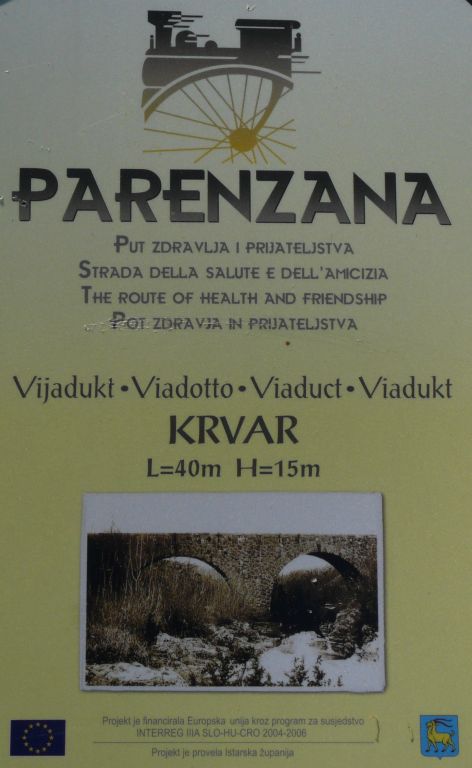 PARENZANA
PUT ZDRAVLJA I PRIJATELJSTVA
STRADA DELLA SALUTE E DELL'AMICIZIA
THE ROUTE OF HEALTH AND FRIENDSHIP
POT ZDRAVJA IN PRIJATELJSTVA
Vijadukt • Viadotto • Viaduct • Viadukt
KRVAR
L=40m H=15m
Projekt je financirala Europska unija kroz program za susjedstvo
INTERREG IIIA SLO-HU-CRO 2004-2006
Projekt je provela Istarska županija